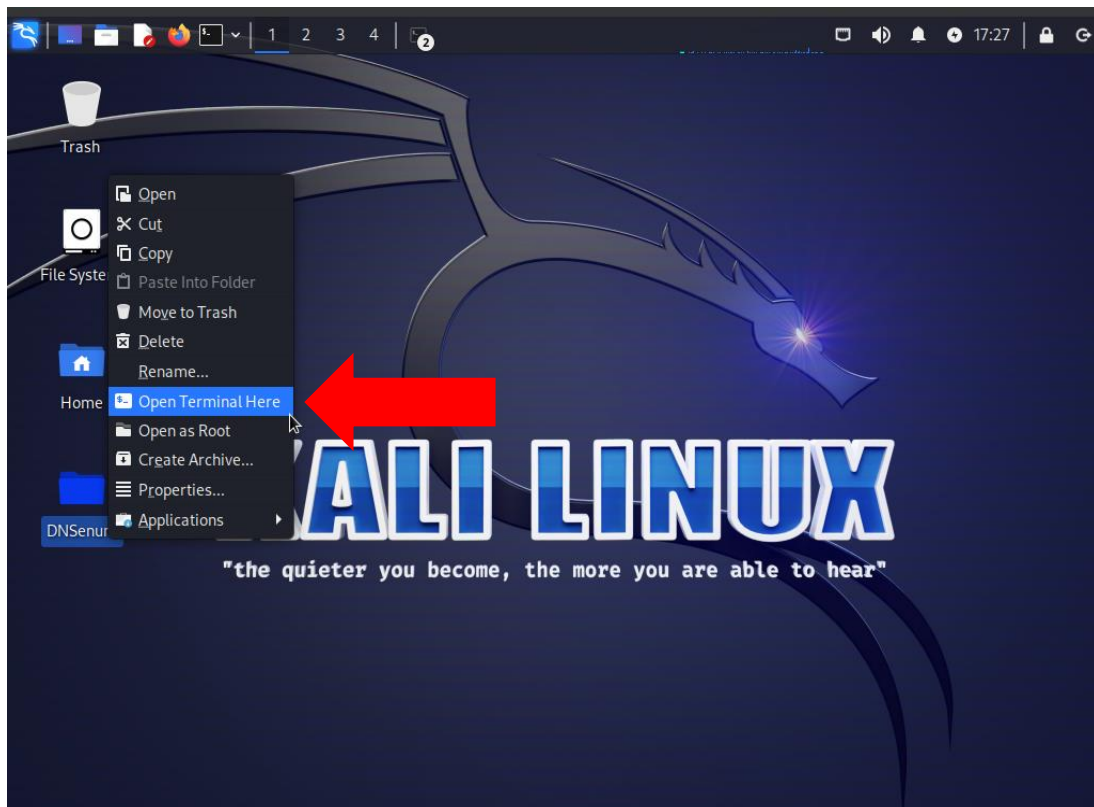 1 2 3 4 2 17:27
Trash
Open
Cut
Copy
File Syste
Paste Into Folder
Move to Trash
Delete
Rename...
Home
Open Terminal Here
Open as Root
Create Archive...
Properties...
Applications
DNSenum
KALI LINUX
"the quieter you become, the more you are able to hear"